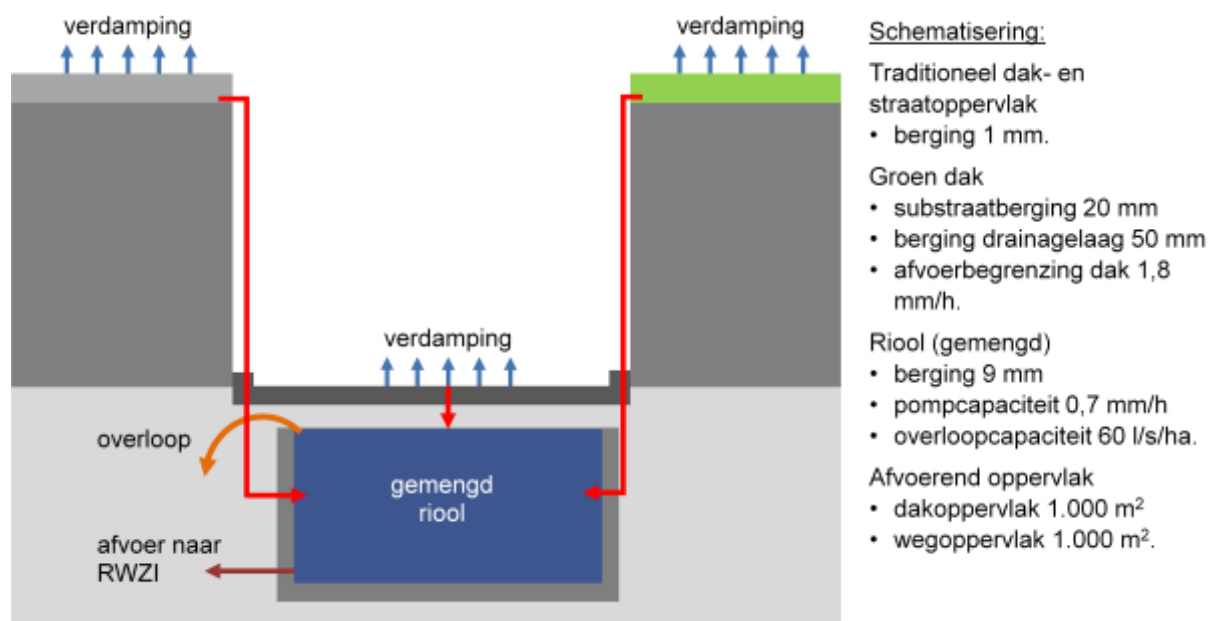 verdamping
verdamping
verdamping
overloop
gemengd
riool
afvoer naar
RWZI
Schematisering:
Traditioneel dak- en
straatoppervlak
• berging 1 mm.
Groen dak
• substraatberging 20 mm
• berging drainagelaag 50 mm
• afvoerbegrenzing dak 1,8
mm/h.
Riool (gemengd)
• berging 9 mm
• pompcapaciteit 0,7 mm/h
• overloopcapaciteit 60 l/s/ha.
Afvoerend oppervlak
• dakoppervlak 1.000 m²
• wegoppervlak 1.000 m².